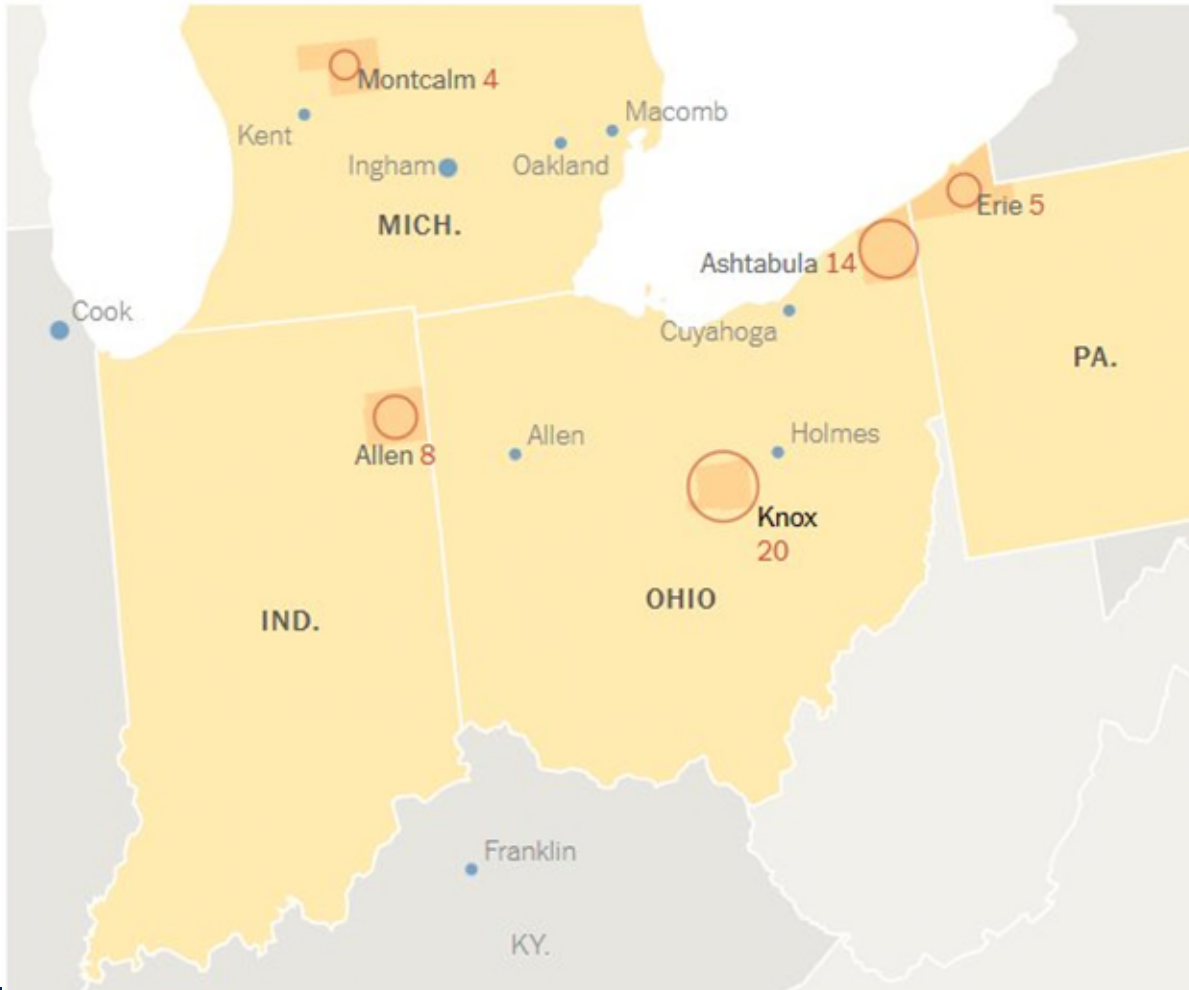 Montcalm 4
Macomb
Kent
Ingham
Oakland
Erie 5
MICH.
Ashtabula 14
Cook
Cuyahoga
PA.
Allen
Holmes
Allen 8
Knox
20
OHIO
IND.
Franklin
KY.